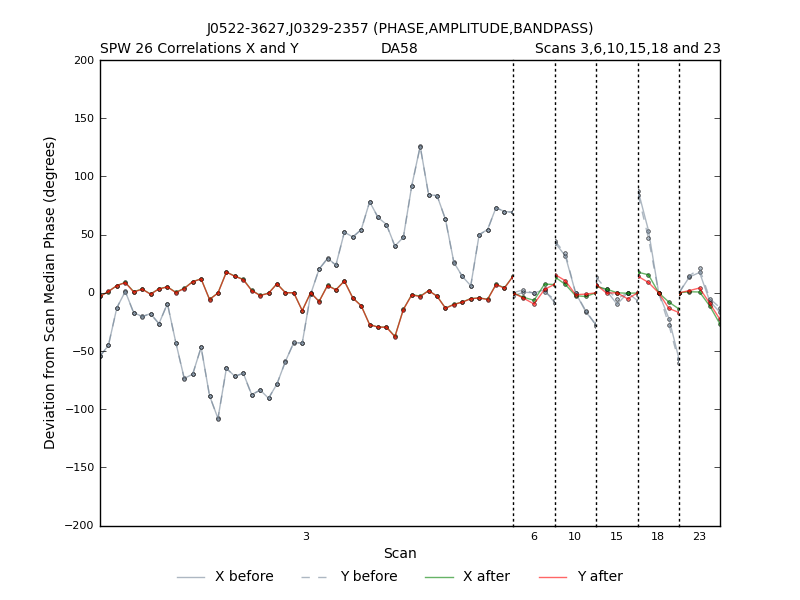 J0522-3627,J0329-2357 (PHASE,AMPLITUDE,BANDPASS)
SPW 26 Correlations X and Y DA58 Scans 3,6,10,15,18 and 23
200
150
100
50
0
−50
−100
−150
−200
Deviation from Scan Median Phase (degrees)
3 6 10 15 18 23
Scan
X before Y before X after Y after